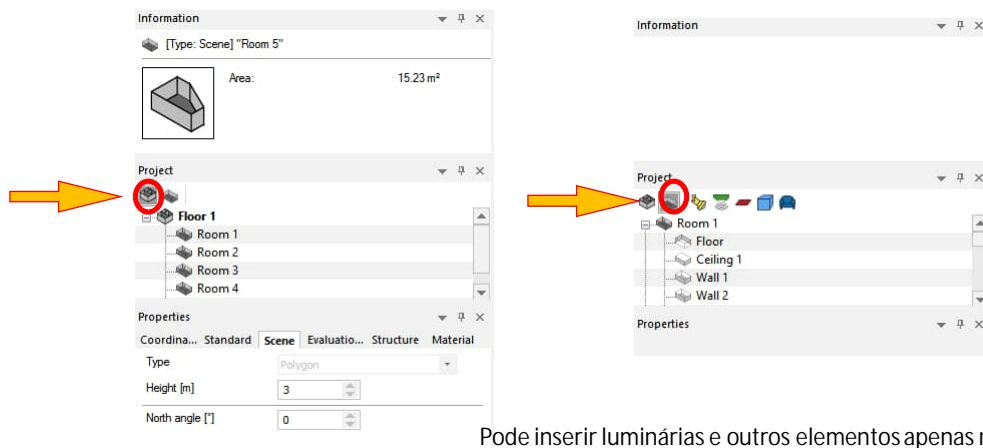 Information
[Type: Scene] "Room 5"
Area: 15.23 m²
Project
Floor 1
Room 1
Room 2
Room 3
Room 4
Properties
Coordina... Standard Scene Evaluatio... Structure Material
Type Polygon
Height [m] 3
North angle [°] 0
Information
Project
Room 1
Floor
Ceiling 1
Wall 1
Wall 2
Properties
Pode inserir luminárias e outros elementos apenas